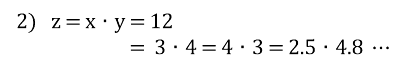 2) z = x · y = 12
= 3 · 4 = 4 · 3 = 2.5 · 4.8 ⋯